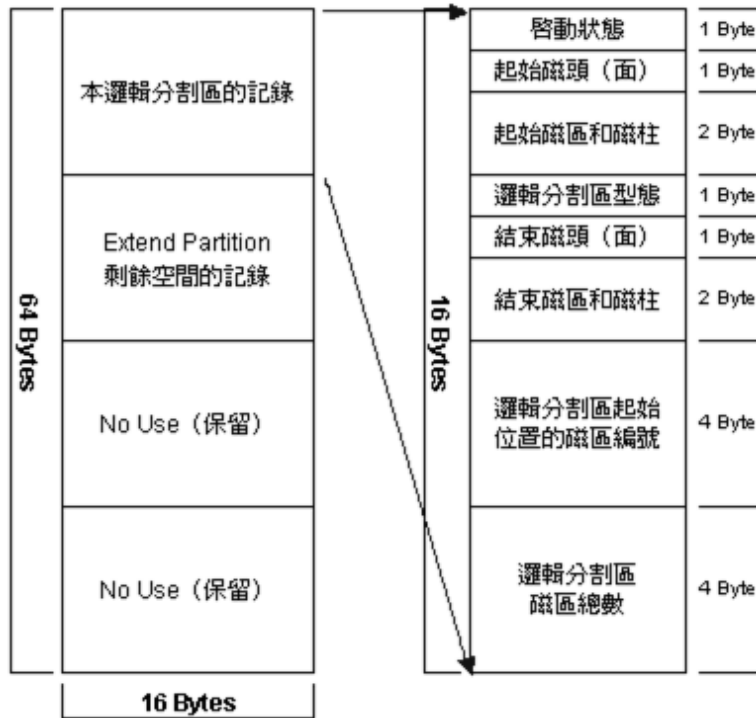 64 Bytes
本邏輯分割區的記錄
Extend Partition
剩餘空間的記錄
No Use（保留）
No Use（保留）
16 Bytes
16 Bytes
啓動狀態
1 Byte
起始磁頭（面）
1 Byte
起始磁區和磁柱
2 Byte
邏輯分割區型態
1 Byte
結束磁頭（面）
1 Byte
結束磁區和磁柱
2 Byte
邏輯分割區起始
位置的磁區編號
4 Byte
邏輯分割區
磁區總數
4 Byte